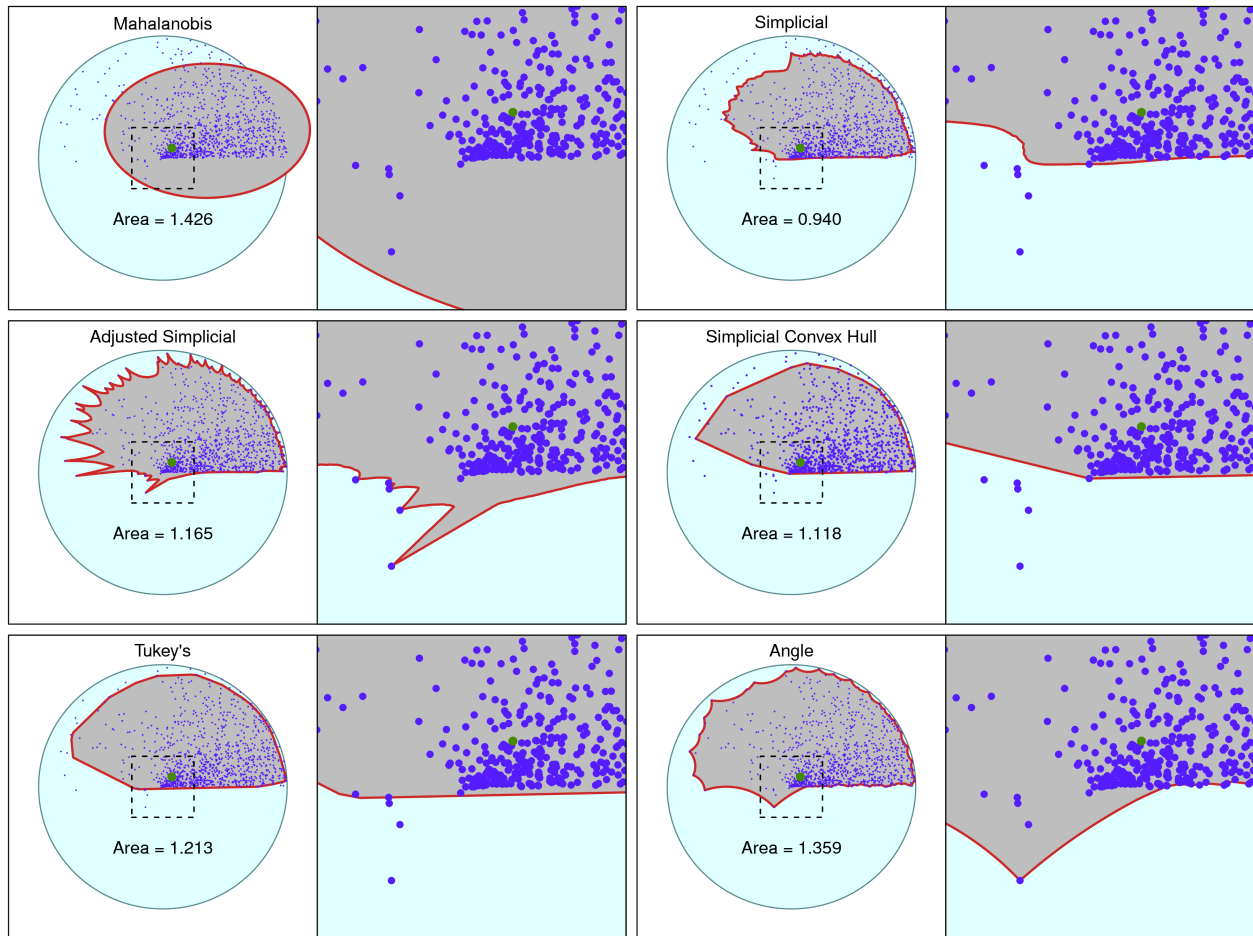 Mahalanobis
Area = 1.426
Simplicial
Area = 0.940
Adjusted Simplicial
Area = 1.165
Simplicial Convex Hull
Area = 1.118
Tukey's
Area = 1.213
Angle
Area = 1.359